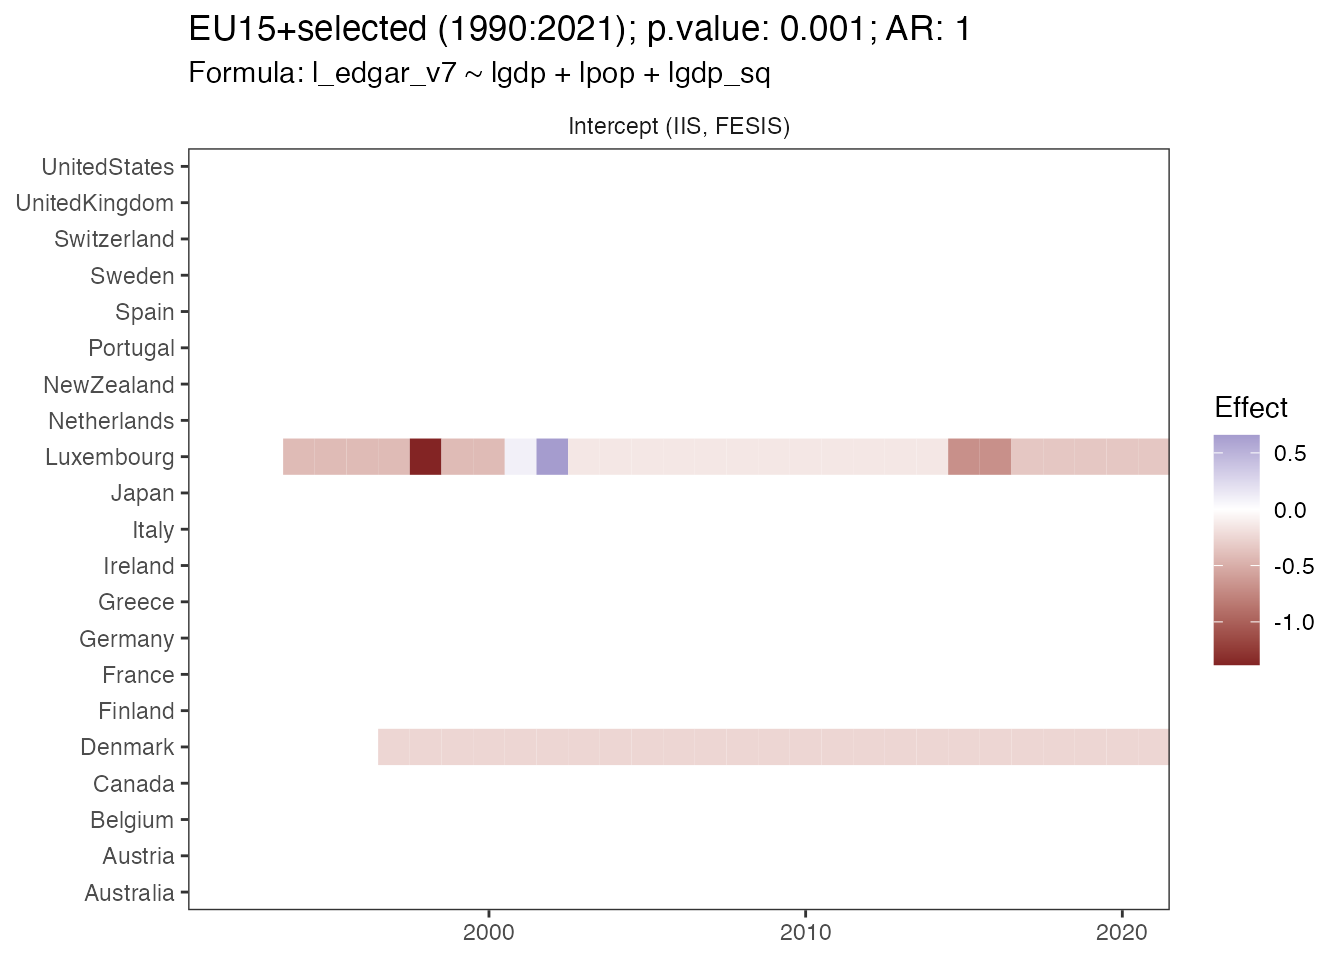 EU15+selected (1990:2021); p.value: 0.001; AR: 1
Formula: l_edgar_v7 ~ lgdp + lpop + lgdp_sq
Intercept (IIS, FESIS)
UnitedStates
UnitedKingdom
Switzerland
Sweden
Spain
Portugal
NewZealand
Netherlands
Luxembourg
Japan
Italy
Ireland
Greece
Germany
France
Finland
Denmark
Canada
Belgium
Austria
Australia
2000
2010
2020
Effect
0.5
0.0
-0.5
-1.0